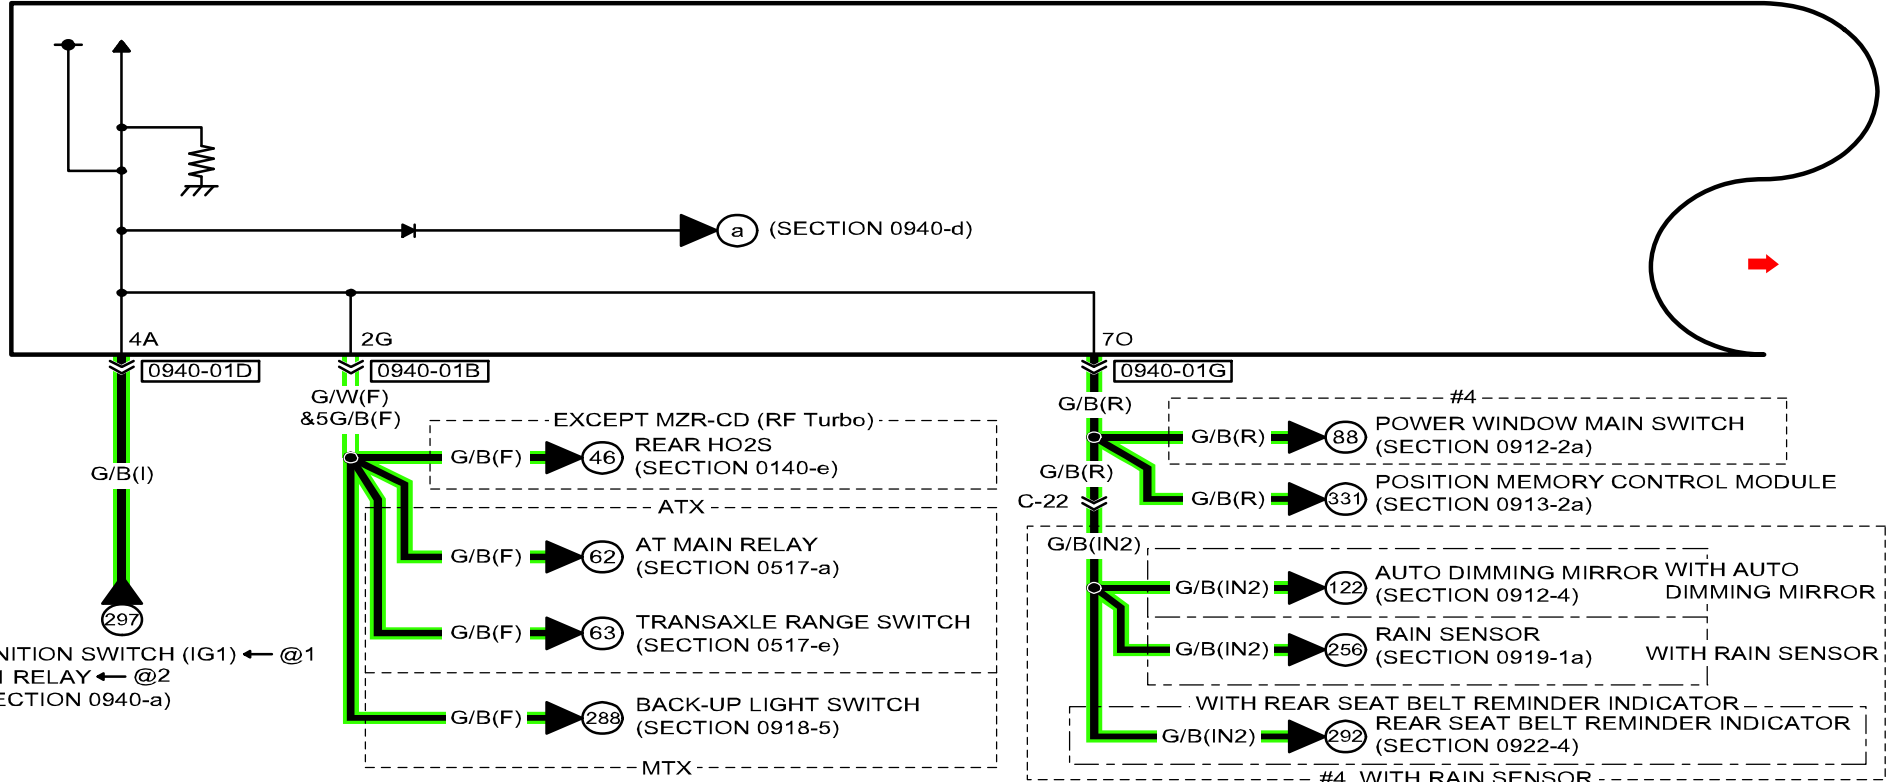 a (SECTION 0940-d)
4A
2G
7O
0940-01D
0940-01B
0940-01G
G/W(F)
&5G/B(F)
G/B(I)
297
NITION SWITCH (IG1) ← @1
RELAY ← @2
ECTION 0940-a)
EXCEPT MZR-CD (RF Turbo)
G/B(F) 46 REAR HO2S
(SECTION 0140-e)
ATX
G/B(F) 62 AT MAIN RELAY
(SECTION 0517-a)
G/B(F) 63 TRANSAXLE RANGE SWITCH
(SECTION 0517-e)
G/B(F) 288 BACK-UP LIGHT SWITCH
(SECTION 0918-5)
MTX
G/B(R)
#4
G/B(R) 88 POWER WINDOW MAIN SWITCH
(SECTION 0912-2a)
G/B(R)
G/B(R) 331 POSITION MEMORY CONTROL MODULE
(SECTION 0913-2a)
C-22
G/B(IN2)
G/B(IN2) 122 AUTO DIMMING MIRROR
(SECTION 0912-4)
WITH AUTO
DIMMING MIRROR
G/B(IN2) 256 RAIN SENSOR
(SECTION 0919-1a)
WITH RAIN SENSOR
WITH REAR SEAT BELT REMINDER INDICATOR
G/B(IN2) 292 REAR SEAT BELT REMINDER INDICATOR
(SECTION 0922-4)
#4 WITH RAIN SENSOR